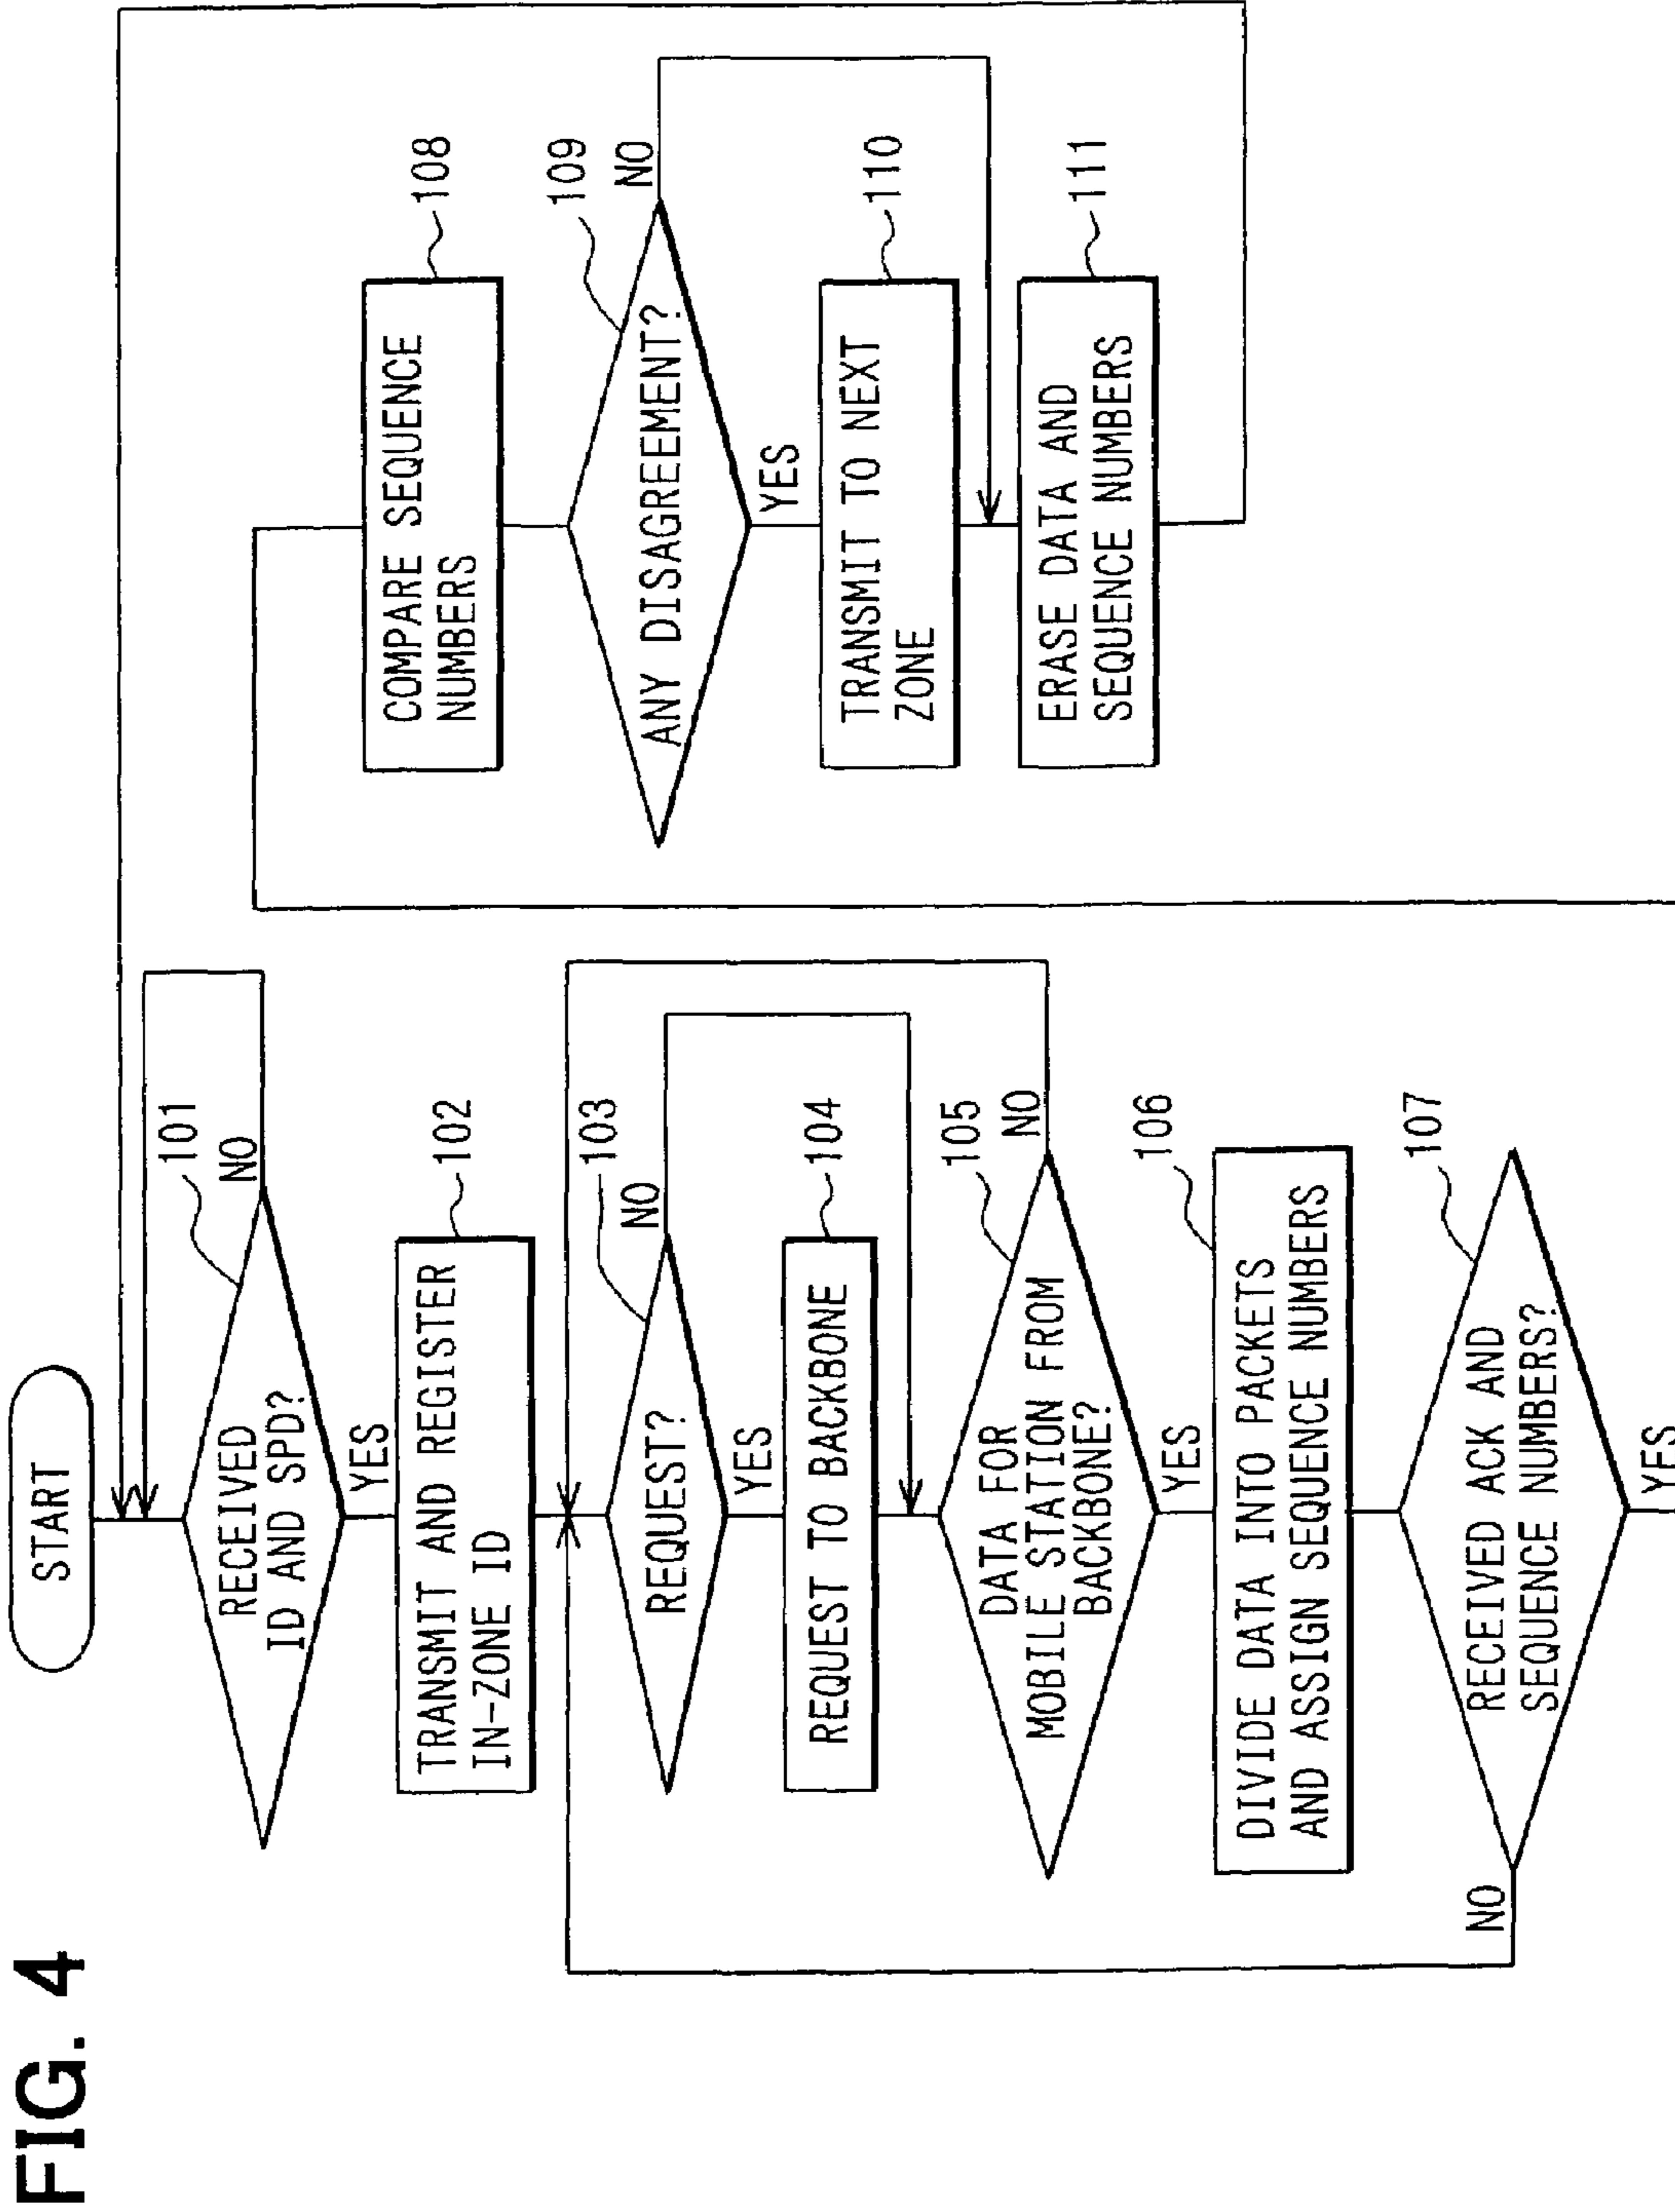 FIG. 4
START
RECEIVED
ID AND SPD?
101
NO
YES
TRANSMIT AND REGISTER
IN-ZONE ID
102
REQUEST?
103
NO
YES
REQUEST TO BACKBONE
104
DATA FOR
MOBILE STATION FROM
BACKBONE?
105
NO
YES
DIVIDE DATA INTO PACKETS
AND ASSIGN SEQUENCE NUMBERS
106
RECEIVED ACK AND
SEQUENCE NUMBERS?
107
NO
YES
COMPARE SEQUENCE
NUMBERS
108
ANY DISAGREEMENT?
109
NO
YES
TRANSMIT TO NEXT
ZONE
110
ERASE DATA AND
SEQUENCE NUMBERS
111